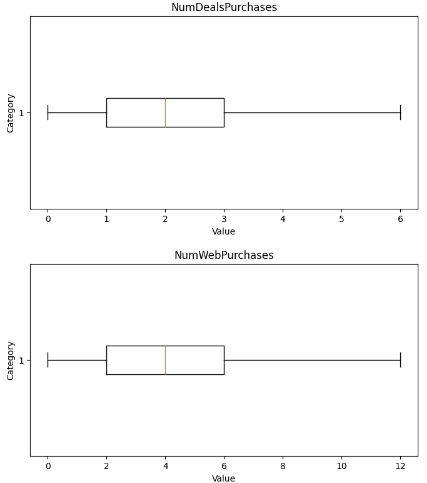 NumDealsPurchases
Category
1
0 1 2 3 4 5 6
Value
NumWebPurchases
Category
1
0 2 4 6 8 10 12
Value